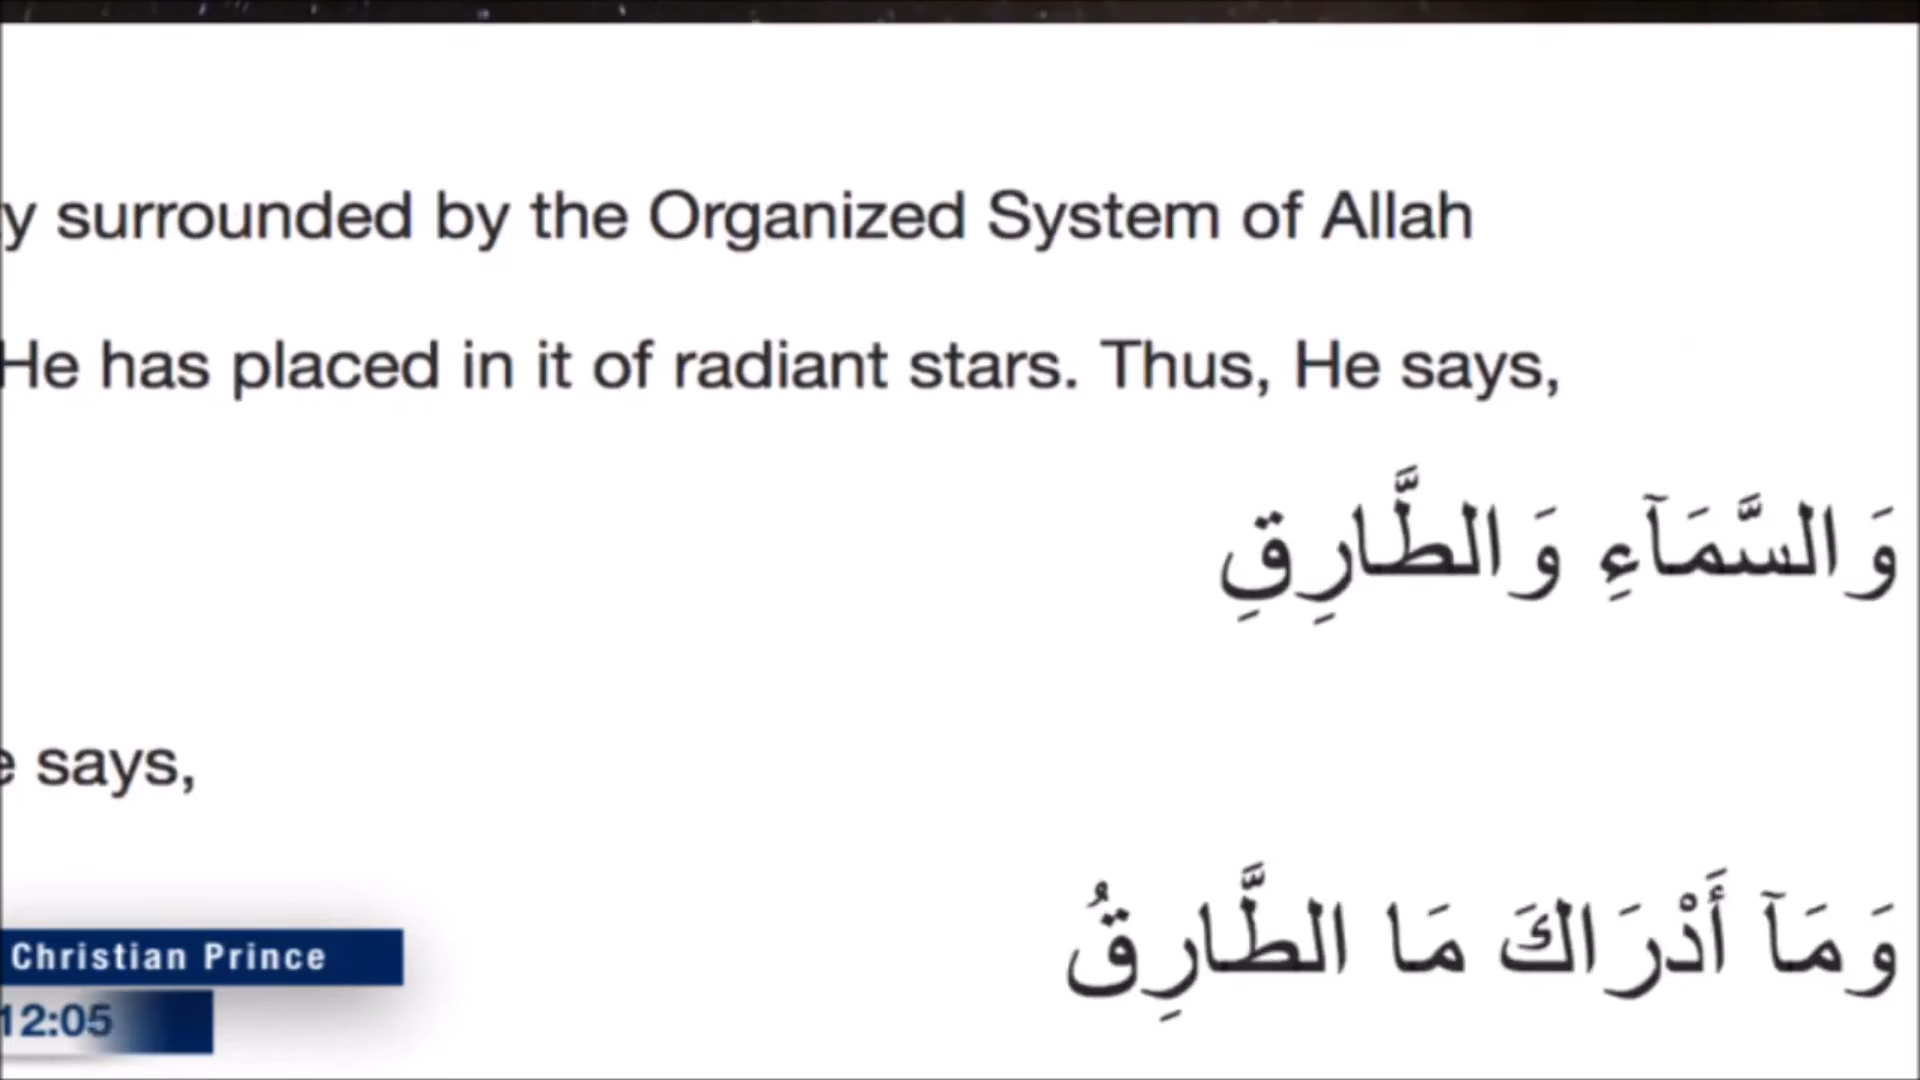 y surrounded by the Organized System of Allah
He has placed in it of radiant stars. Thus, He says,
وَالسَّمَآءِ وَالطَّارِقِ
says,
وَمَآ أَدْرَاكَ مَا الطَّارِقُ
Christian Prince
12:05